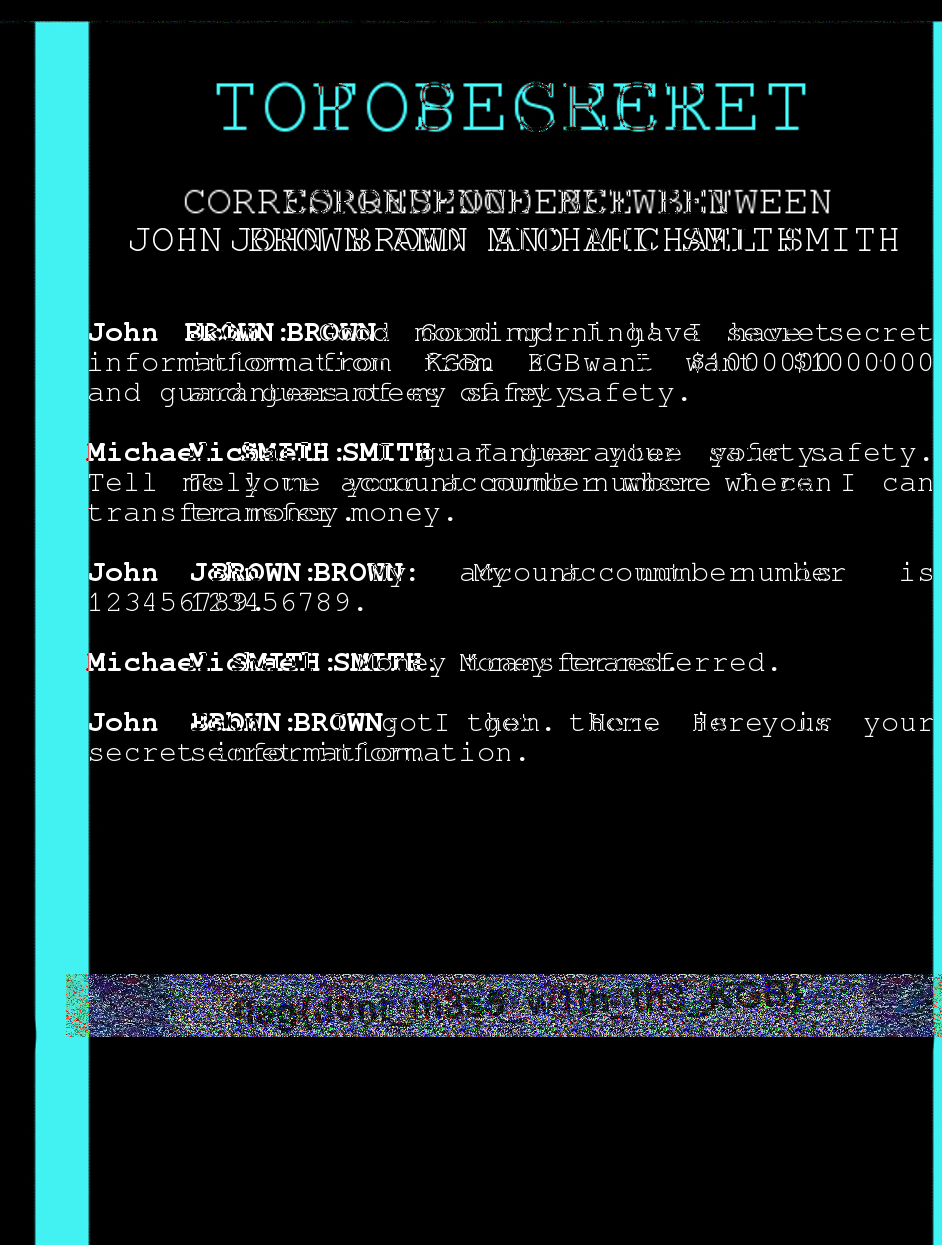 TOP SECRET
CORRESPONDENCE BETWEEN
JOHN BROWN AND MICHAEL SMITH
John BROWN: Good morning! I have secret
information from KGB. I want $1000000
and guarantees of my safety.
Michael SMITH: I guarantee your safety.
Tell me your account number where I can
transfer money.
John BROWN: My account number is
123456789.
Michael SMITH: Money transferred.
John BROWN: I got then. Here is your
secret information.